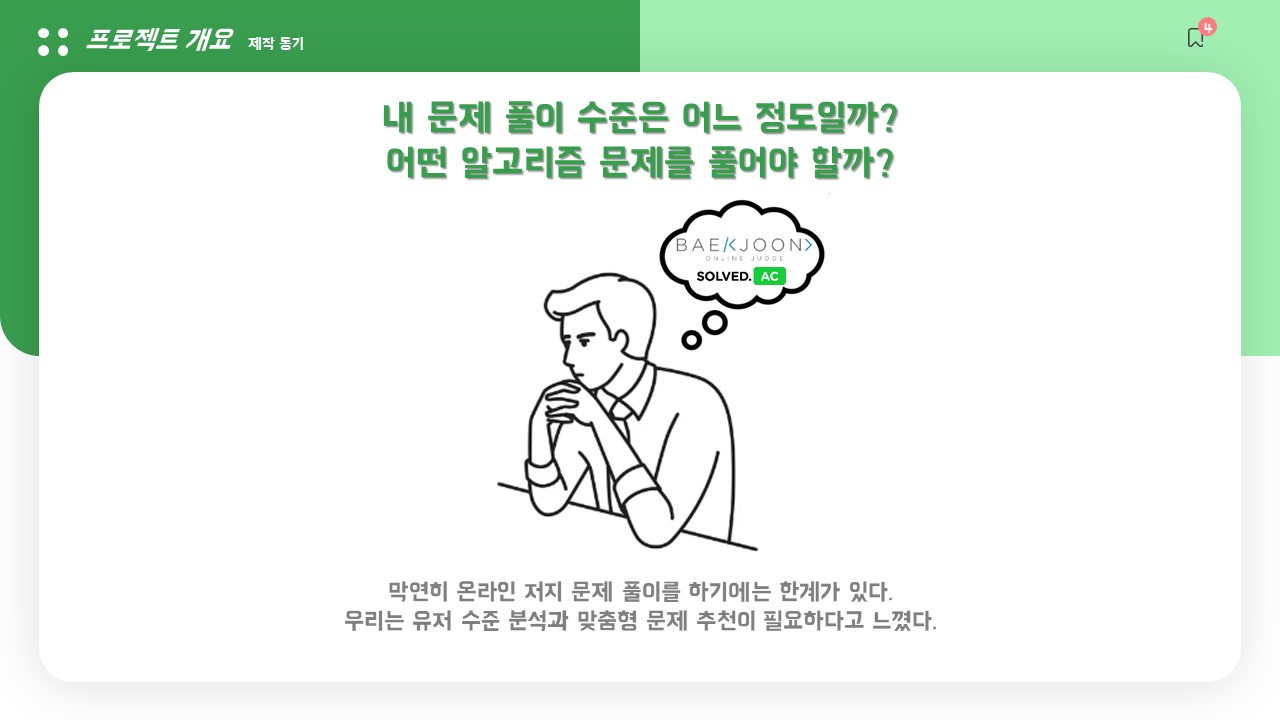 프로젝트 개요 제작 동기
4
내 문제 풀이 수준은 어느 정도일까?
어떤 알고리즘 문제를 풀어야 할까?
BAE/<JOON>
ONLINE JUDGE
SOLVED.AC
막연히 온라인 저지 문제 풀이를 하기에는 한계가 있다.
우리는 유저 수준 분석과 맞춤형 문제 추천이 필요하다고 느꼈다.